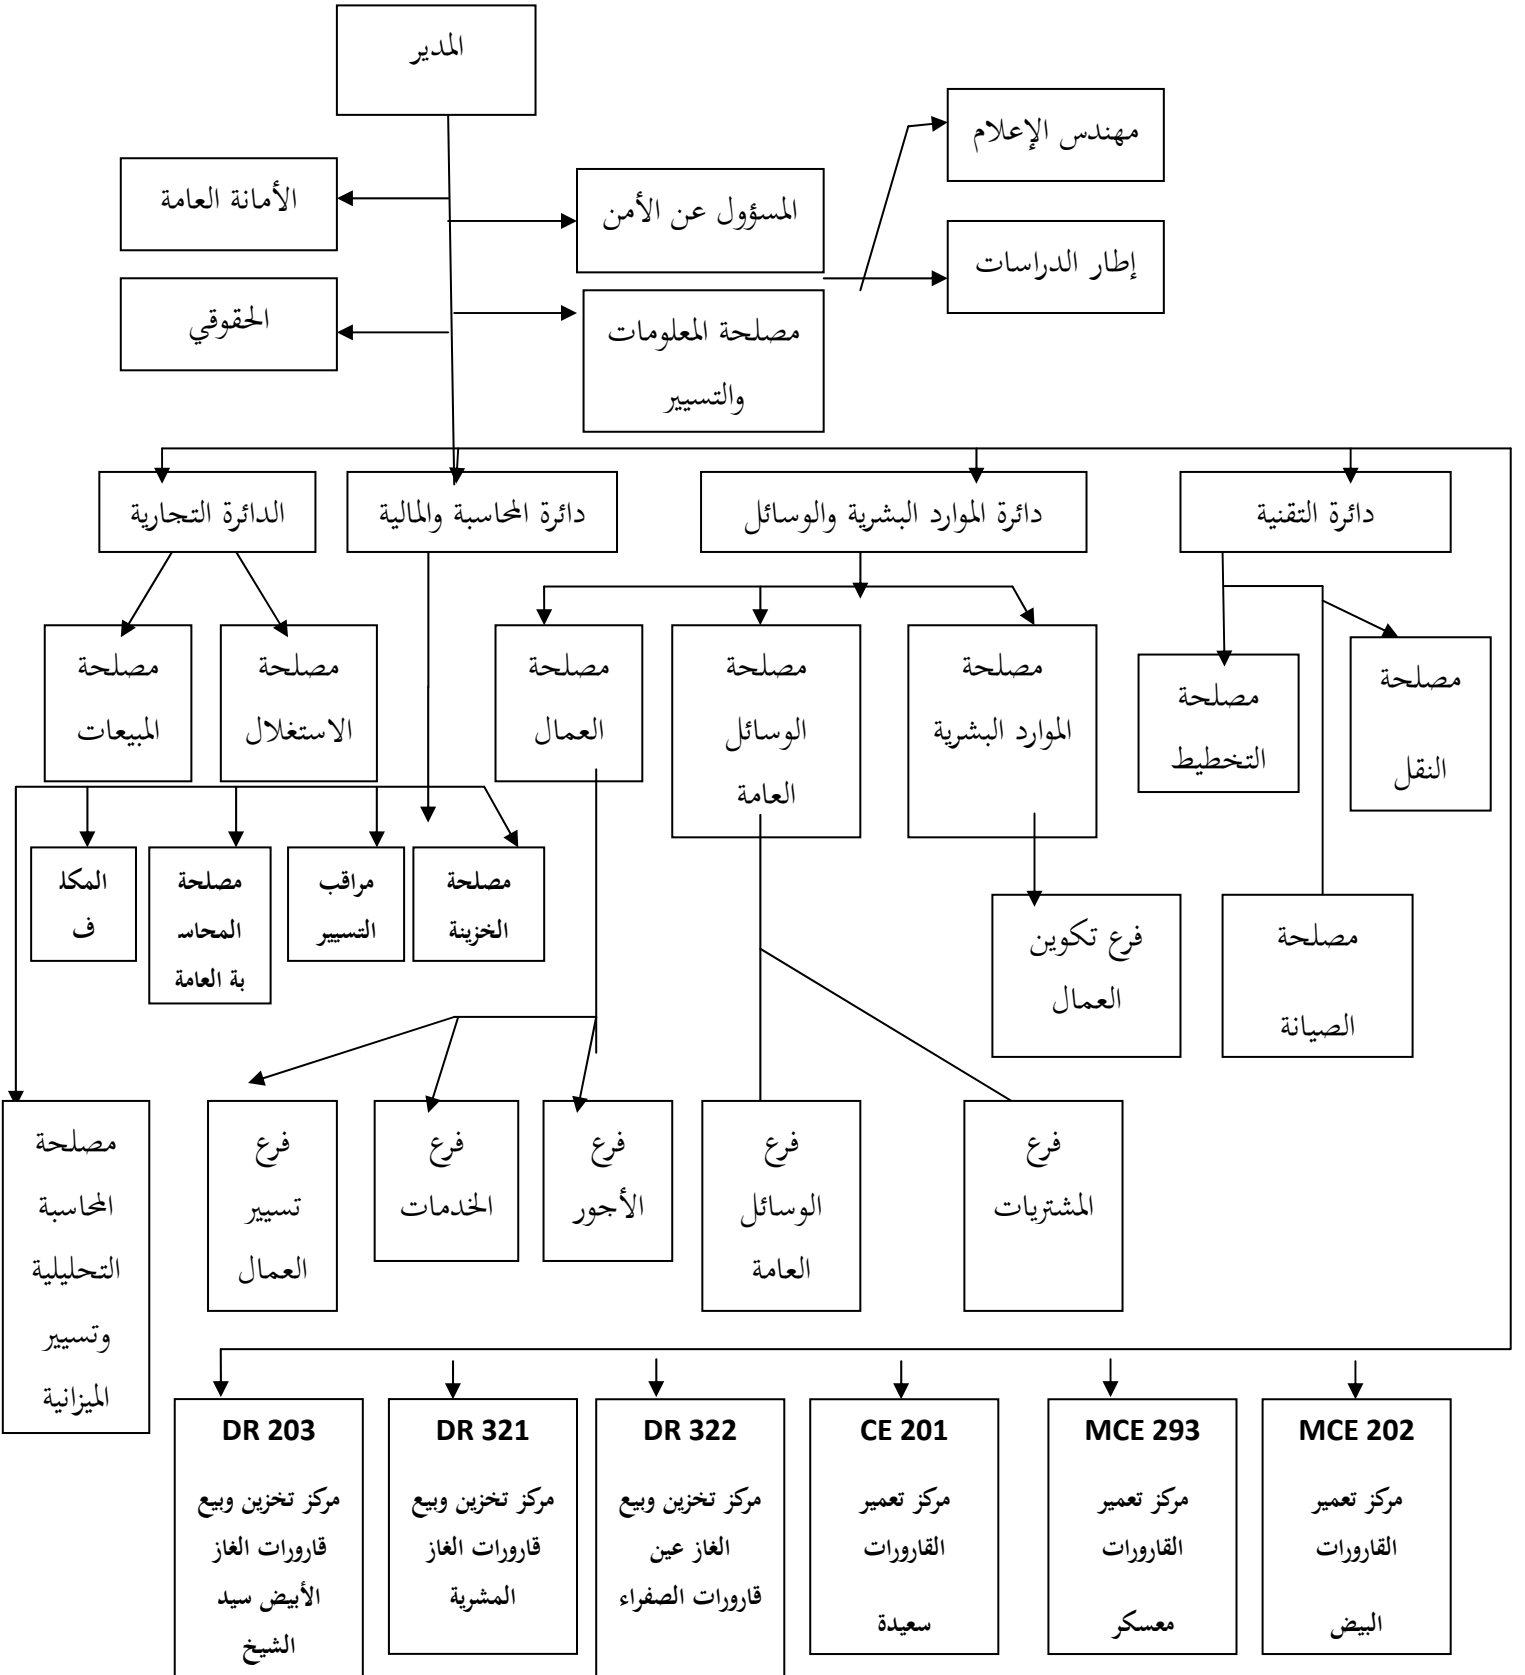 المدير
مهندس الإعلام
الأمانة العامة
المسؤول عن الأمن
إطار الدراسات
الحقوقي
مصلحة المعلومات
والتسيير
دائرة التقنية
دائرة الموارد البشرية والوسائل
دائرة المحاسبة والمالية
الدائرة التجارية
مصلحة
النقل
مصلحة
التخطيط
مصلحة
الموارد البشرية
مصلحة
الوسائل
العامة
مصلحة
العمال
مصلحة
الاستغلال
مصلحة
المبيعات
مصلحة
الخزينة
مراقب
التسيير
مصلحة
المحاسـ
بة العامة
المكلـ
ف
مصلحة
الصيانة
فرع تكوين
العمال
فرع
المشتريات
فرع
الوسائل
العامة
فرع
الأجور
فرع
الخدمات
فرع
تسيير
العمال
مصلحة
المحاسبة
التحليلية
وتسيير
الميزانية
MCE 202
مركز تعمير
القارورات
البيض
MCE 293
مركز تعمير
القارورات
معسكر
CE 201
مركز تعمير
القارورات
سعيدة
DR 322
مركز تخزين وبيع
الغاز عين
قارورات الصفراء
DR 321
مركز تخزين وبيع
قارورات الغاز
المشرية
DR 203
مركز تخزين وبيع
قارورات الغاز
الأبيض سيد
الشيخ